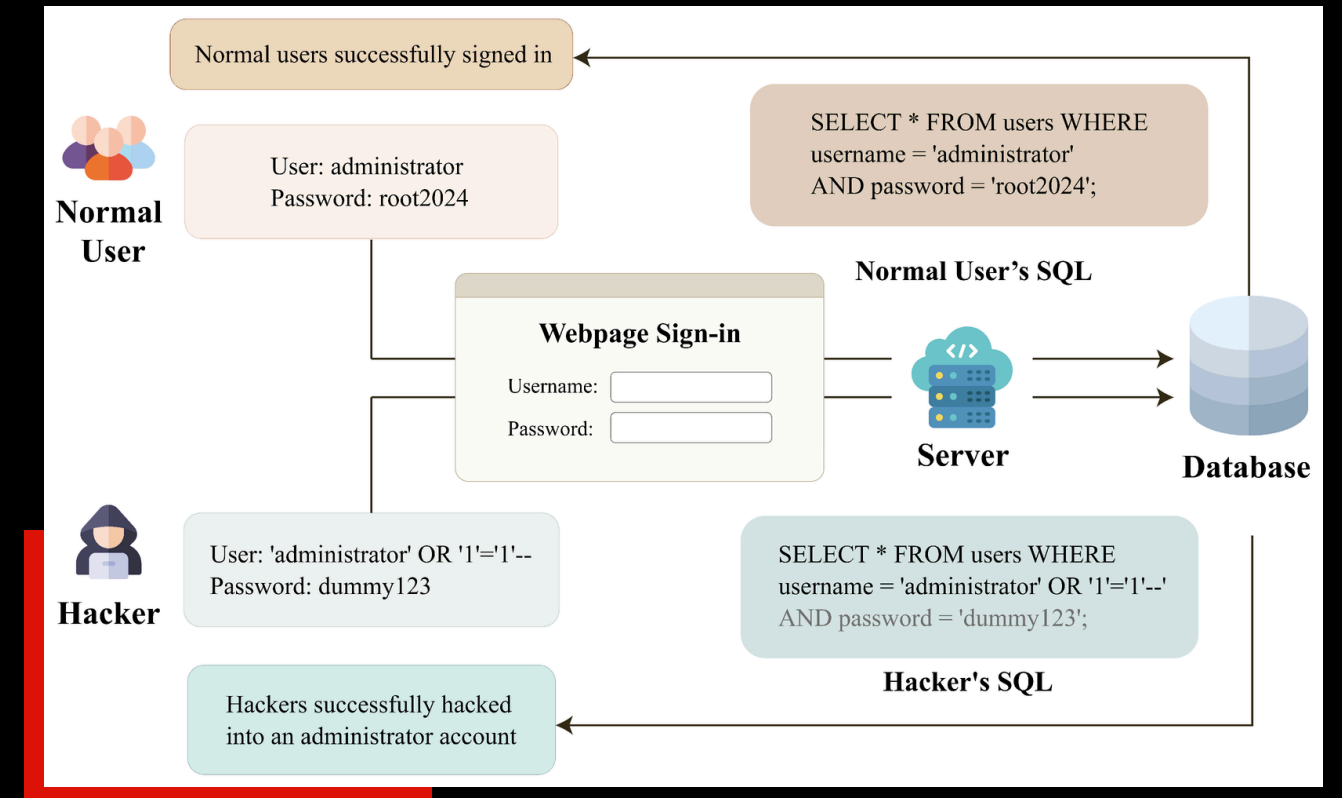 Normal users successfully signed in
Normal
User
User: administrator
Password: root2024
SELECT * FROM users WHERE
username = 'administrator'
AND password = 'root2024';
Normal User’s SQL
Webpage Sign-in
Username:
Password:
</>
Server
Database
Hacker
User: 'administrator' OR '1'='1'--
Password: dummy123
SELECT * FROM users WHERE
username = 'administrator' OR '1'='1'--'
AND password = 'dummy123';
Hacker's SQL
Hackers successfully hacked
into an administrator account